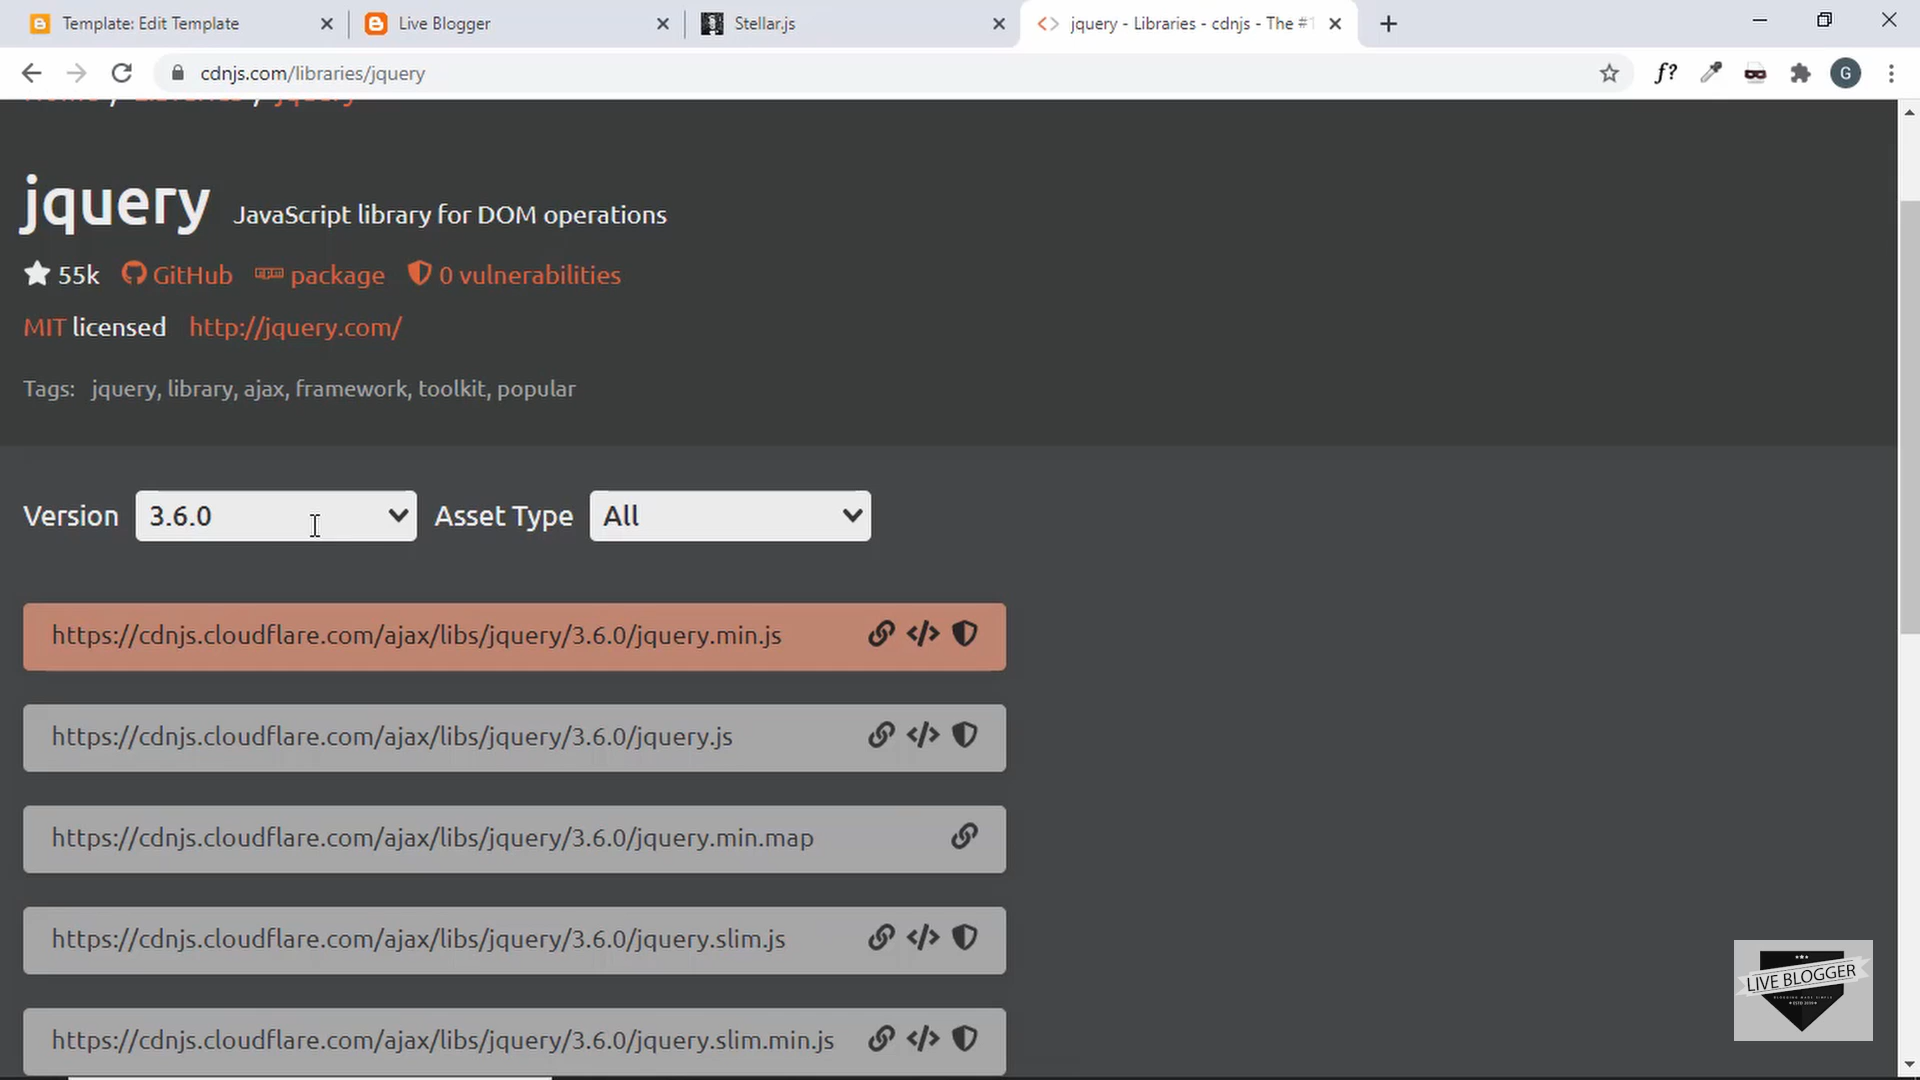 Template: Edit Template
Live Blogger
Stellar.js
jquery - Libraries - cdnjs - The #1
cdnjs.com/libraries/jquery
f?
G
Home / Libraries / jquery
jquery JavaScript library for DOM operations
55k GitHub package 0 vulnerabilities
MIT licensed http://jquery.com/
Tags: jquery, library, ajax, framework, toolkit, popular
Version 3.6.0 Asset Type All
https://cdnjs.cloudflare.com/ajax/libs/jquery/3.6.0/jquery.min.js
https://cdnjs.cloudflare.com/ajax/libs/jquery/3.6.0/jquery.js
https://cdnjs.cloudflare.com/ajax/libs/jquery/3.6.0/jquery.min.map
https://cdnjs.cloudflare.com/ajax/libs/jquery/3.6.0/jquery.slim.js
https://cdnjs.cloudflare.com/ajax/libs/jquery/3.6.0/jquery.slim.min.js
LIVE BLOGGER